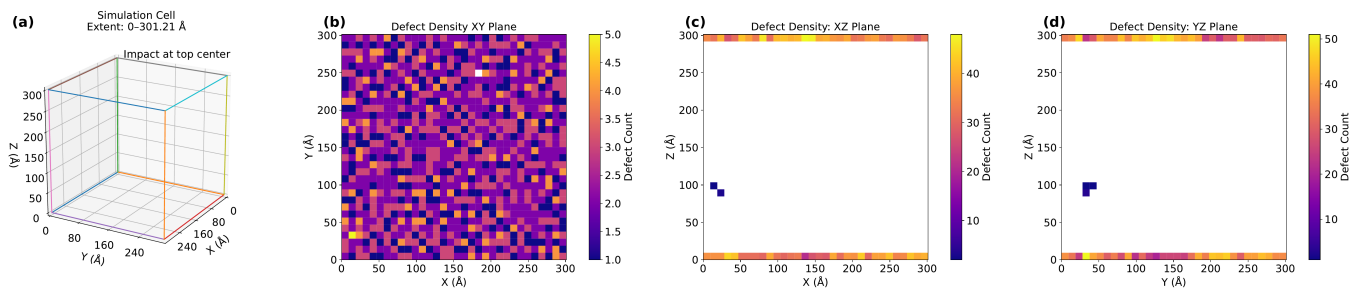 (a)
Simulation Cell
Extent: 0–301.21 Å
Impact at top center
300
250
200
150
100
50
0
Z (Å)
0
80
160
240
Y (Å)
240
160
80
0
X (Å)
(b)
Defect Density XY Plane
300
250
200
150
100
50
0
Y (Å)
0 50 100 150 200 250 300
X (Å)
5.0
4.5
4.0
3.5
3.0
2.5
2.0
1.5
1.0
Defect Count
(c)
Defect Density: XZ Plane
300
250
200
150
100
50
0
Z (Å)
0 50 100 150 200 250 300
X (Å)
40
30
20
10
Defect Count
(d)
Defect Density: YZ Plane
300
250
200
150
100
50
0
Z (Å)
0 50 100 150 200 250 300
Y (Å)
50
40
30
20
10
Defect Count